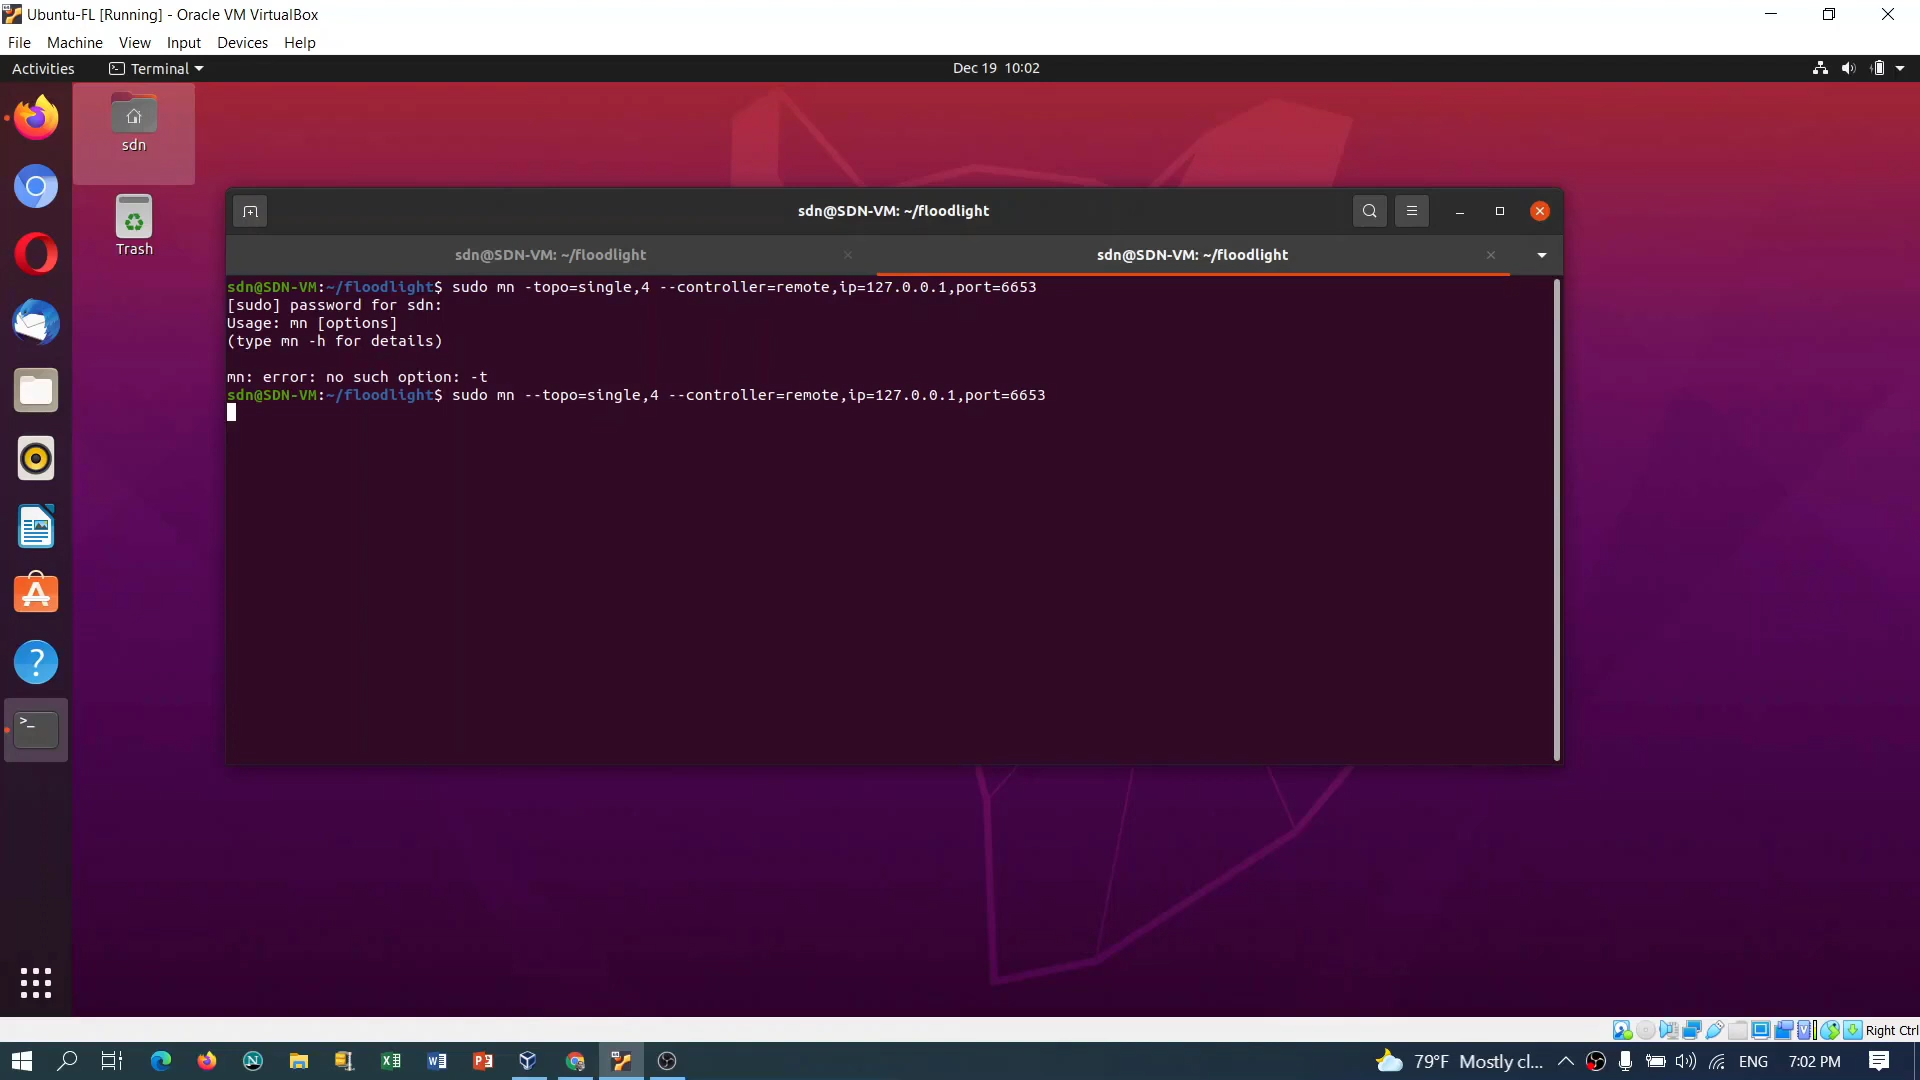 Ubuntu-FL [Running] - Oracle VM VirtualBox
File Machine View Input Devices Help
Activities Terminal Dec 19 10:02
sdn
Trash
sdn@SDN-VM: ~/floodlight
sdn@SDN-VM: ~/floodlight sdn@SDN-VM: ~/floodlight
sdn@SDN-VM:~/floodlight$ sudo mn -topo=single,4 --controller=remote,ip=127.0.0.1,port=6653
[sudo] password for sdn:
Usage: mn [options]
(type mn -h for details)
mn: error: no such option: -t
sdn@SDN-VM:~/floodlight$ sudo mn --topo=single,4 --controller=remote,ip=127.0.0.1,port=6653
Right Ctrl
79°F Mostly cl... ENG 7:02 PM